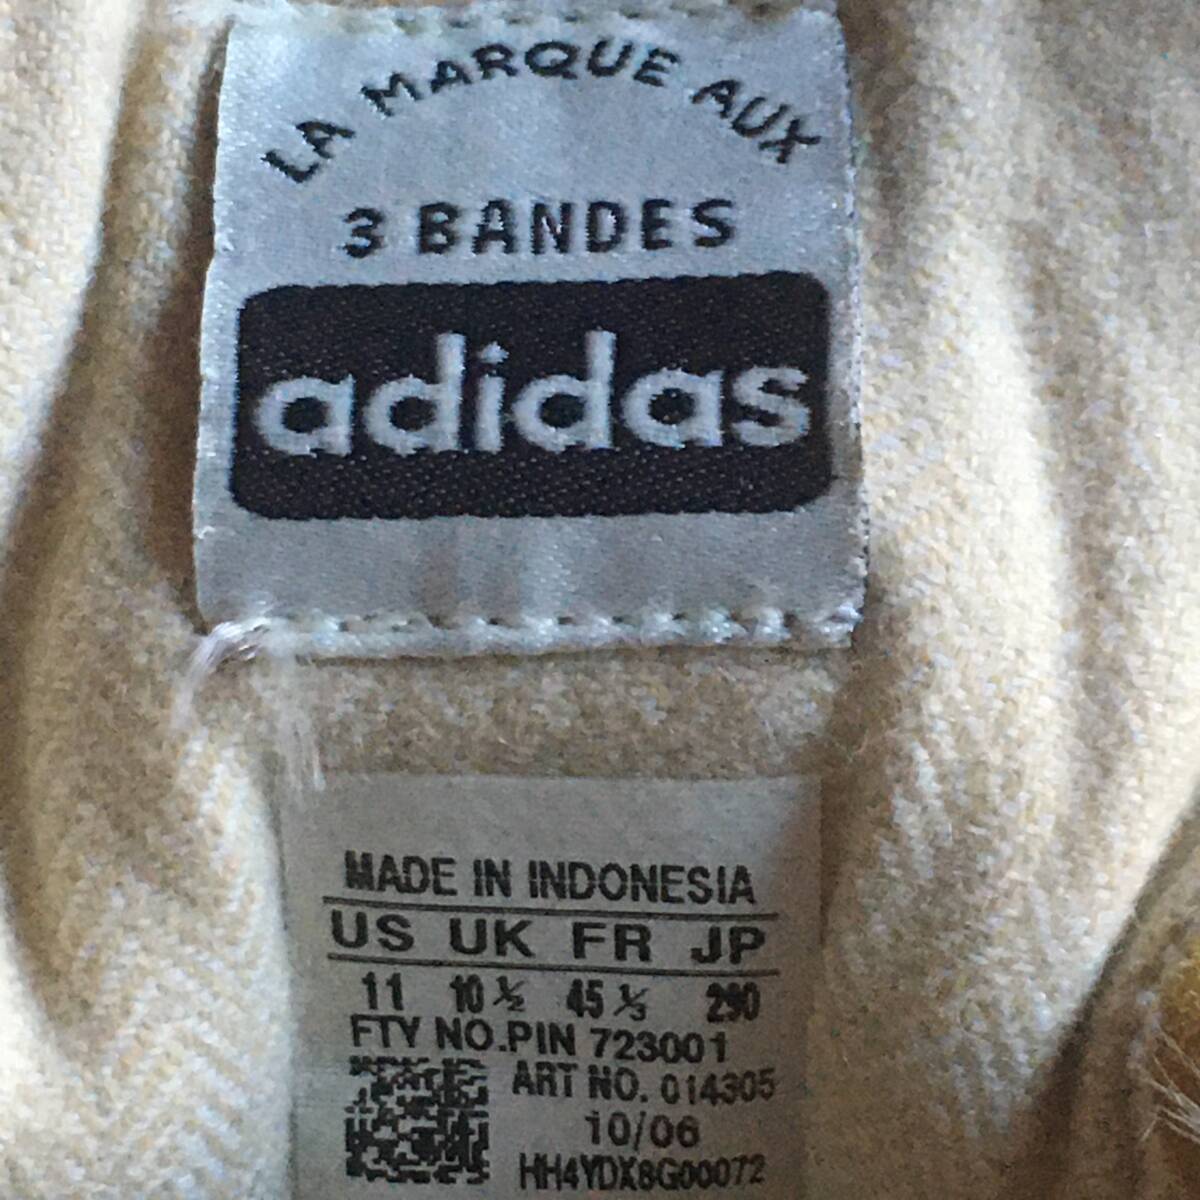 LA MARQUE AUX
3 BANDES
adidas
MADE IN INDONESIA
US UK FR JP
11 10½ 45⅓ 290
FTY NO.PIN 723001
ART NO. 014305
10/06
HH4YDX8G00072